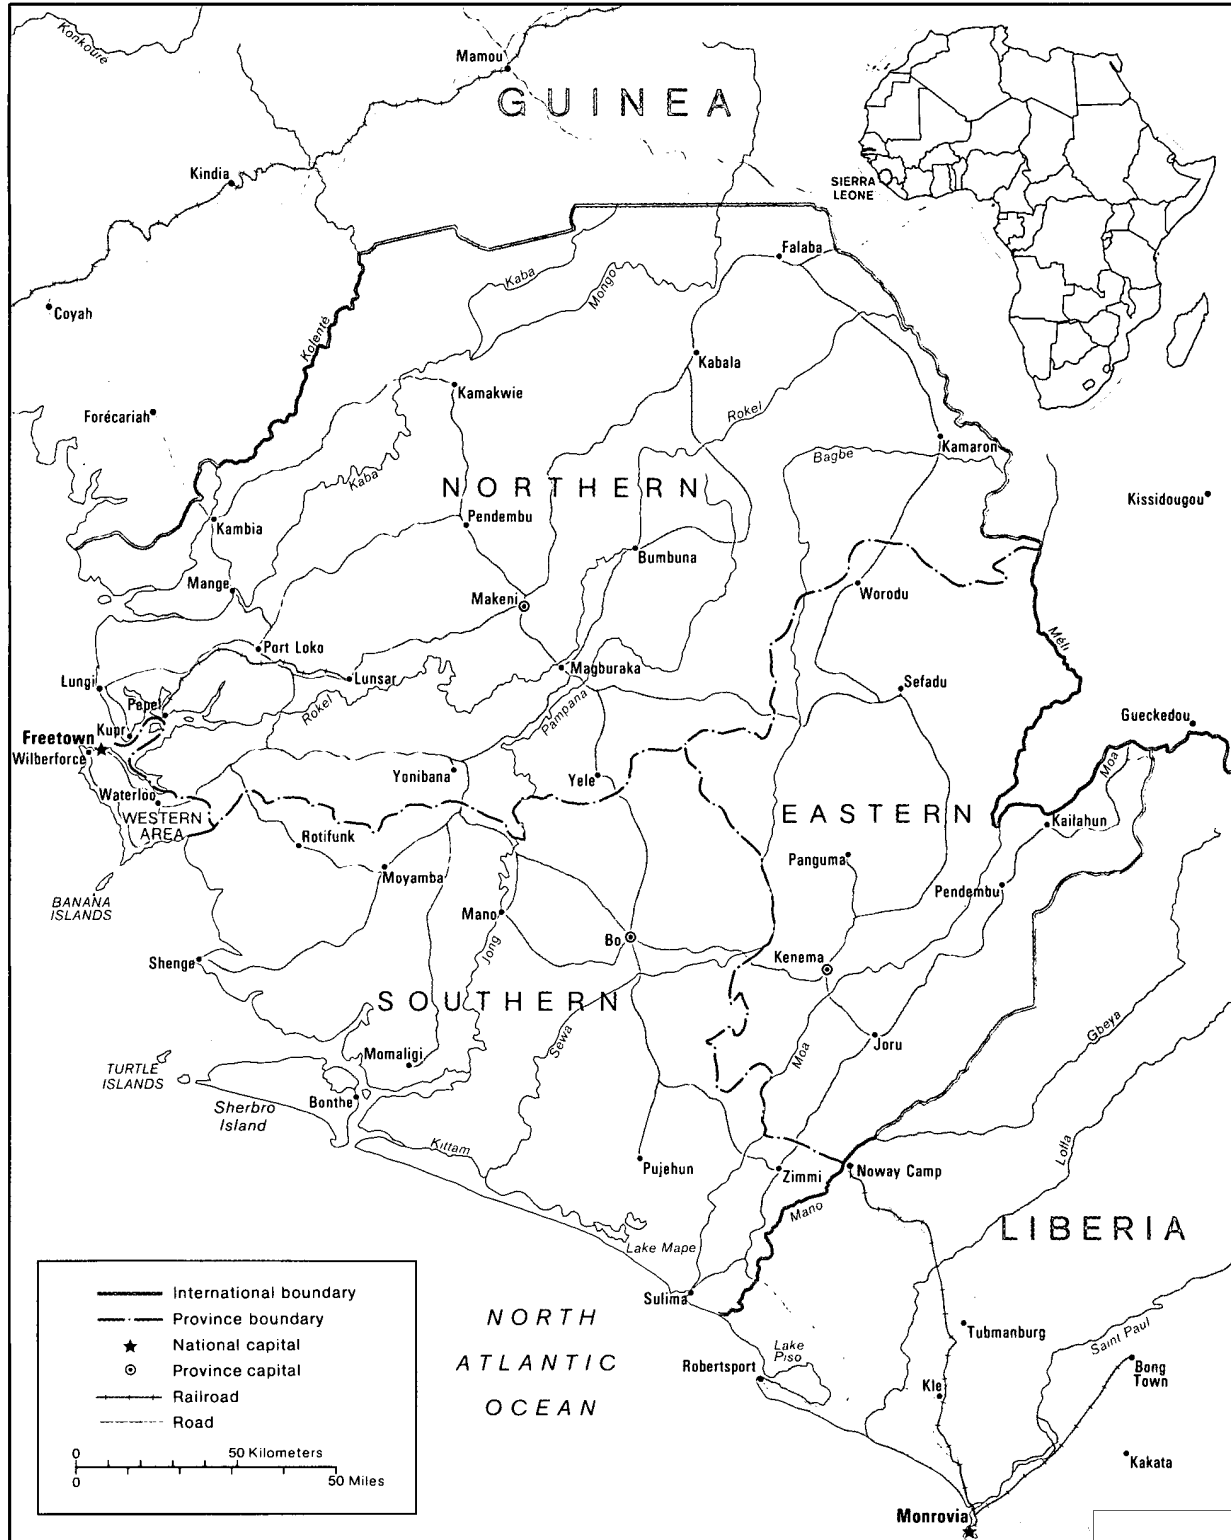 Konkouré
Mamou
GUINEA
Kindia
SIERRA
LEONE
Falaba
Kaba
Mongo
Coyah
Kolenté
Kabala
Kamakwie
Forécariah
Rokel
Kamaron
Bagbe
Kaba
NORTHERN
Kissidougou
Pendembu
Kambia
Bumbuna
Mange
Worodu
Makeni
Méli
Port Loko
Magburaka
Lungi
Lunsar
Sefadu
Pepel
Rokel
Pampana
Gueckedou
Kupr
Freetown
Wilberforce
Moa
Yonibana
Yele
Waterloo
WESTERN
AREA
EASTERN
Kailahun
Rotifunk
Panguma
Moyamba
Pendembu
BANANA
ISLANDS
Mano
Bo
Jong
Kenema
Shenge
SOUTHERN
Gbeya
Sewa
Moa
Joru
Momaligi
TURTLE
ISLANDS
Bonthe
Sherbro
Island
Kittam
Lofa
Pujehun
Zimmi
Noway Camp
Mano
LIBERIA
Lake Mape
Sulima
International boundary
Province boundary
National capital
Province capital
Railroad
Road
0 50 Kilometers
0 50 Miles
NORTH
ATLANTIC
OCEAN
Tubmanburg
Saint Paul
Lake
Piso
Robertsport
Bong
Town
Kle
Kakata
Monrovia